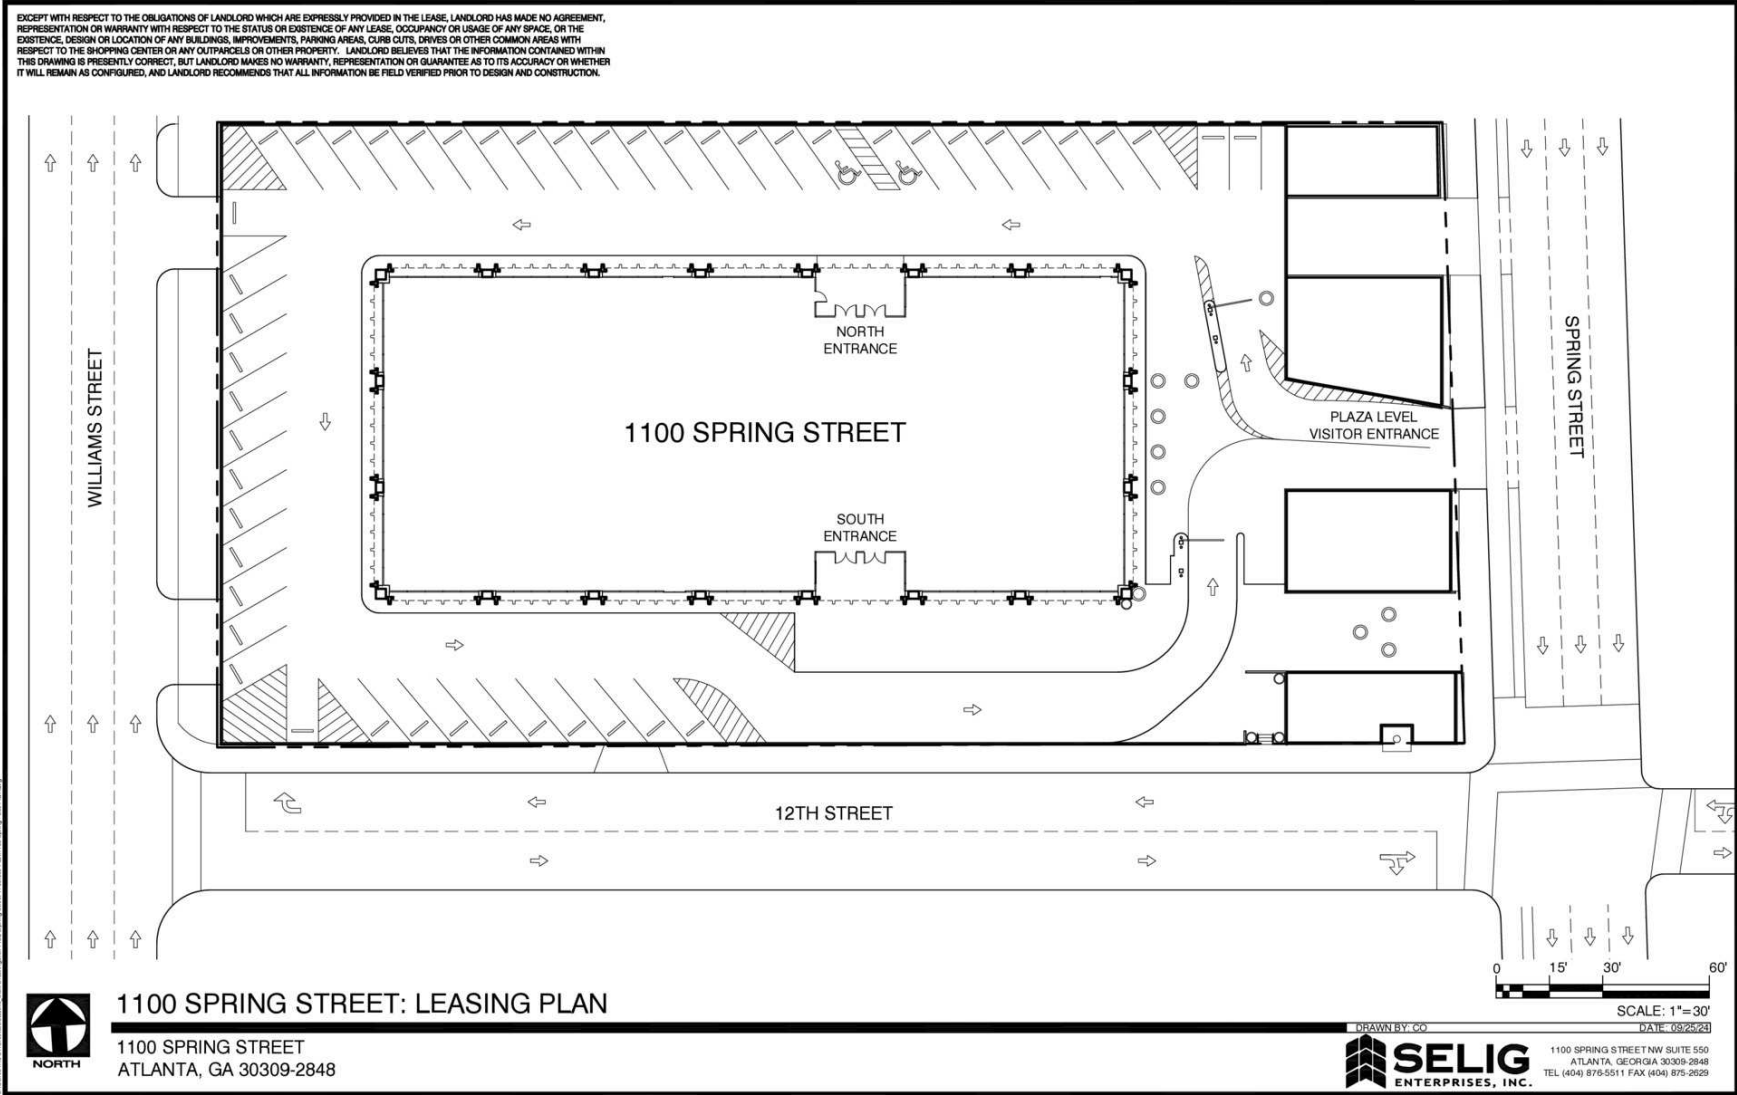 EXCEPT WITH RESPECT TO THE OBLIGATIONS OF LANDLORD WHICH ARE EXPRESSLY PROVIDED IN THE LEASE, LANDLORD HAS MADE NO AGREEMENT,
REPRESENTATION OR WARRANTY WITH RESPECT TO THE STATUS OR EXISTENCE OF ANY LEASE, OCCUPANCY OR USAGE OF ANY SPACE, OR THE
EXISTENCE, DESIGN OR LOCATION OF ANY BUILDINGS, IMPROVEMENTS, PARKING AREAS, CURB CUTS, DRIVES OR OTHER COMMON AREAS WITH
RESPECT TO THE SHOPPING CENTER OR ANY OUTPARCELS OR OTHER PROPERTY. LANDLORD BELIEVES THAT THE INFORMATION CONTAINED WITHIN
THIS DRAWING IS PRESENTLY CORRECT, BUT LANDLORD MAKES NO WARRANTY, REPRESENTATION OR GUARANTEE AS TO ITS ACCURACY OR WHETHER
IT WILL REMAIN AS CONFIGURED, AND LANDLORD RECOMMENDS THAT ALL INFORMATION BE FIELD VERIFIED PRIOR TO DESIGN AND CONSTRUCTION.
WILLIAMS STREET
NORTH
ENTRANCE
1100 SPRING STREET
SOUTH
ENTRANCE
PLAZA LEVEL
VISITOR ENTRANCE
SPRING STREET
12TH STREET
0 15' 30' 60'
SCALE: 1"=30'
1100 SPRING STREET: LEASING PLAN
DRAWN BY: CO DATE: 09/25/24
NORTH
1100 SPRING STREET
ATLANTA, GA 30309-2848
SELIG
ENTERPRISES, INC.
1100 SPRING STREET NW SUITE 550
ATLANTA, GEORGIA 30309-2848
TEL (404) 876-5511 FAX (404) 875-2629